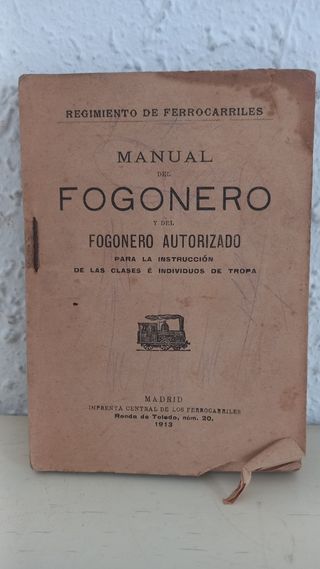 REGIMIENTO DE FERROCARRILES
MANUAL
DEL
FOGONERO
Y DEL
FOGONERO AUTORIZADO
PARA LA INSTRUCCIÓN
DE LAS CLASES É INDIVIDUOS DE TROPA
MADRID
IMPRENTA CENTRAL DE LOS FERROCARRILES
Ronda de Toledo, núm. 20.
1913